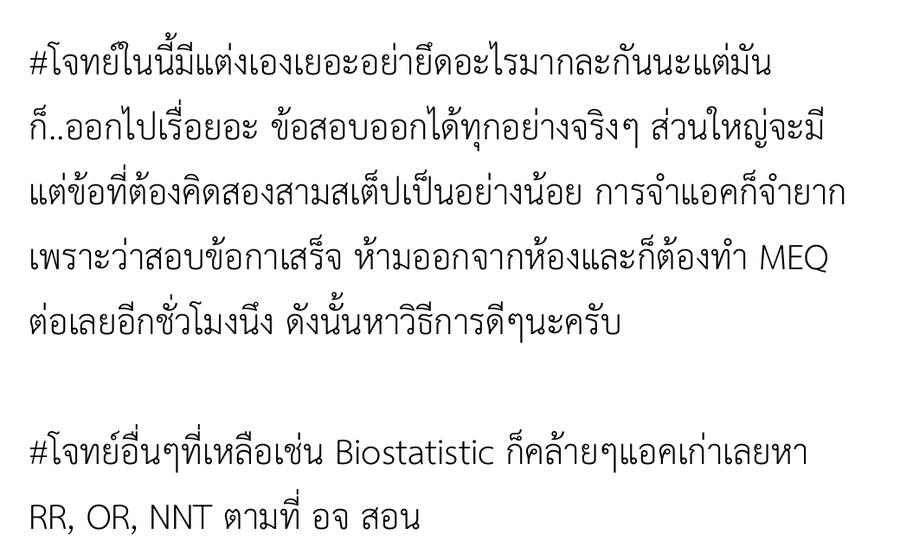 #โจทย์ในนี้มีแต่งเองเยอะอย่ายึดอะไรมากละกันนะแต่มัน
ก็..ออกไปเรื่อยอะ ข้อสอบออกได้ทุกอย่างจริงๆ ส่วนใหญ่จะมี
แต่ข้อที่ต้องคิดสองสามสเต็ปเป็นอย่างน้อย การจำแอคก็จำยาก
เพราะว่าสอบข้อกาเสร็จ ห้ามออกจากห้องและก็ต้องทำ MEQ
ต่อเลยอีกชั่วโมงนึง ดังนั้นหาวิธีการดีๆนะครับ
#โจทย์อื่นๆที่เหลือเช่น Biostatistic ก็คล้ายๆแอคเก่าเลยหา
RR, OR, NNT ตามที่ อจ สอน